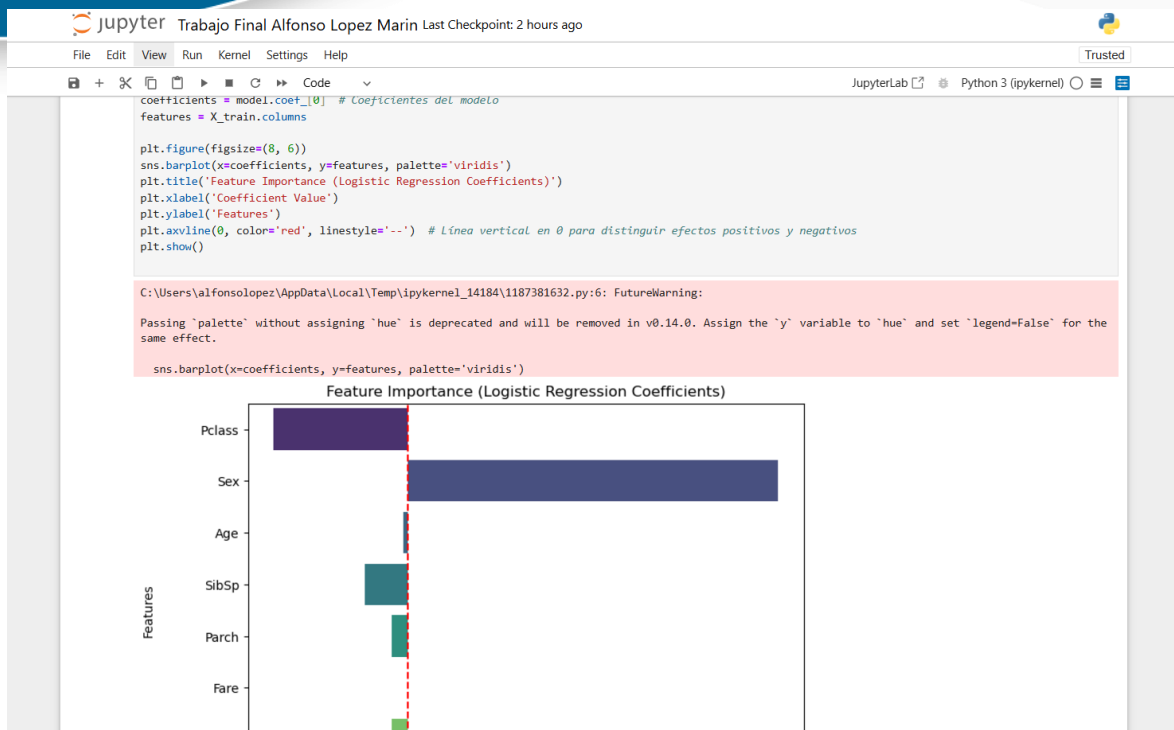 jupyter Trabajo Final Alfonso Lopez Marin Last Checkpoint: 2 hours ago
File Edit View Run Kernel Settings Help Trusted
Code JupyterLab Python 3 (ipykernel)
coefficients = model.coef_[0]  # Coeficientes del modelo
features = X_train.columns
plt.figure(figsize=(8, 6))
sns.barplot(x=coefficients, y=features, palette='viridis')
plt.title('Feature Importance (Logistic Regression Coefficients)')
plt.xlabel('Coefficient Value')
plt.ylabel('Features')
plt.axvline(0, color='red', linestyle='--')  # Línea vertical en 0 para distinguir efectos positivos y negativos
plt.show()
C:\Users\alfonsolopez\AppData\Local\Temp\ipykernel_14184\1187381632.py:6: FutureWarning:
Passing `palette` without assigning `hue` is deprecated and will be removed in v0.14.0. Assign the `y` variable to `hue` and set `legend=False` for the
same effect.
sns.barplot(x=coefficients, y=features, palette='viridis')
Feature Importance (Logistic Regression Coefficients)
Pclass
Sex
Age
SibSp
Features
Parch
Fare